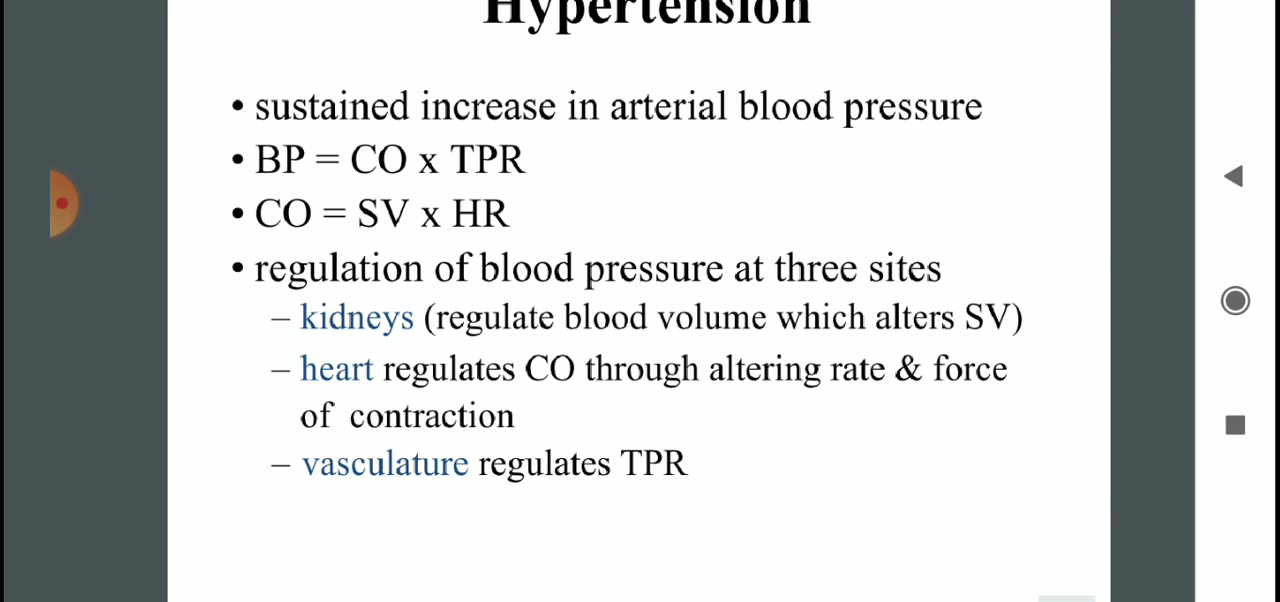 Hypertension
• sustained increase in arterial blood pressure
• BP = CO x TPR
• CO = SV x HR
• regulation of blood pressure at three sites
– kidneys (regulate blood volume which alters SV)
– heart regulates CO through altering rate & force
of contraction
– vasculature regulates TPR